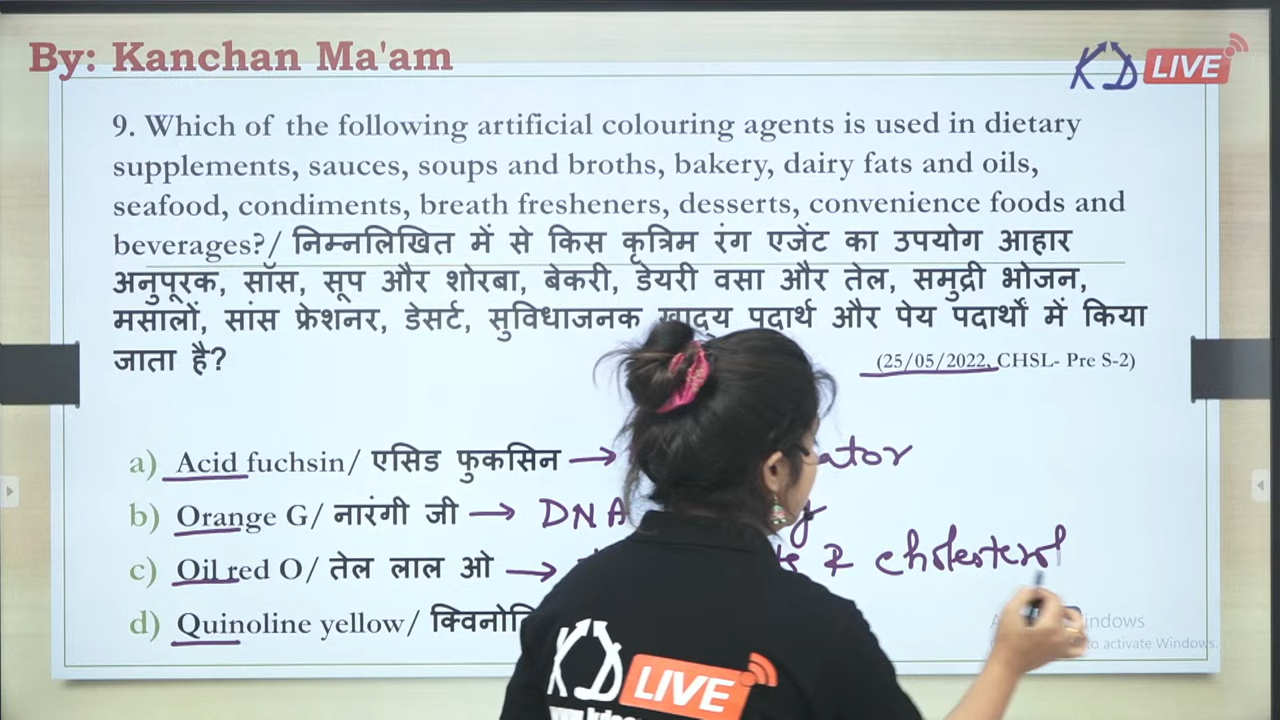 By: Kanchan Ma'am
KD LIVE
9. Which of the following artificial colouring agents is used in dietary
supplements, sauces, soups and broths, bakery, dairy fats and oils,
seafood, condiments, breath fresheners, desserts, convenience foods and
beverages?/ निम्नलिखित में से किस कृत्रिम रंग एजेंट का उपयोग आहार
अनुपूरक, सॉस, सूप और शोरबा, बेकरी, डेयरी वसा और तेल, समुद्री भोजन,
मसालों, सांस फ्रेशनर, डेसर्ट, सुविधाजनक खाद्य पदार्थ और पेय पदार्थों में किया
जाता है?
(25/05/2022, CHSL- Pre S-2)
a) Acid fuchsin/ एसिड फुकसिन →
b) Orange G/ नारंगी जी → DNA
c) Oil red O/ तेल लाल ओ → & cholesterol
d) Quinoline yellow/
to activate Windows.
KD LIVE